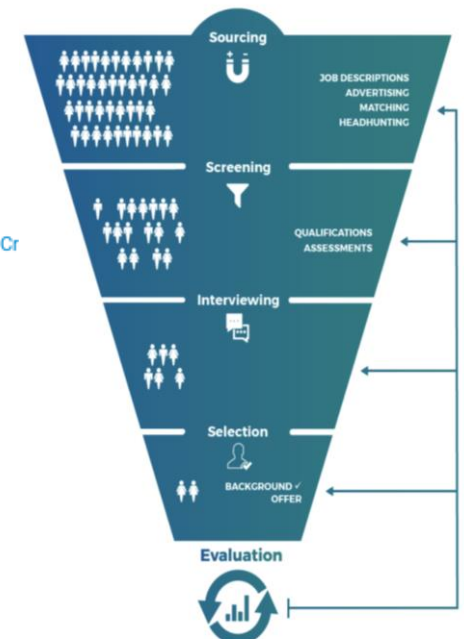 Sourcing
JOB DESCRIPTIONS
ADVERTISING
MATCHING
HEADHUNTING
Screening
Cr
QUALIFICATIONS
ASSESSMENTS
Interviewing
Selection
BACKGROUND ✓
OFFER
Evaluation